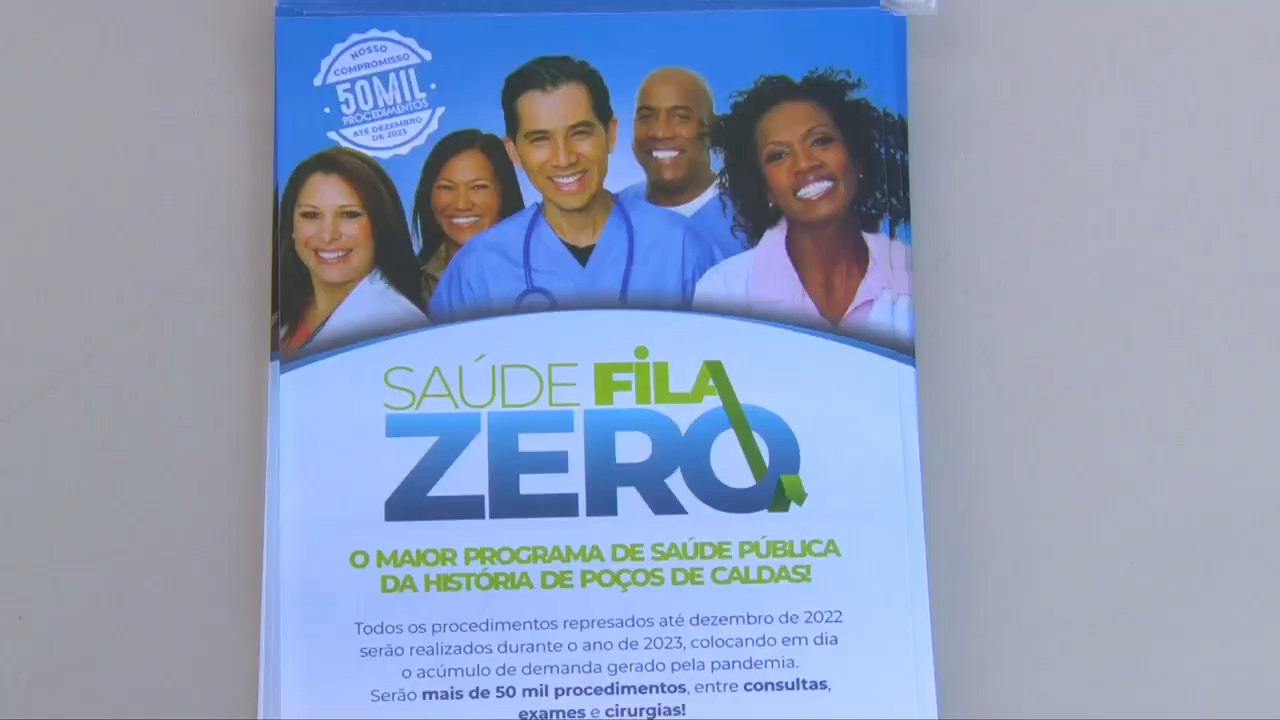 NOSSO
COMPROMISSO
50MIL
PROCEDIMENTOS
ATÉ DEZEMBRO
DE 2023
SAÚDE FiLA
ZERO
O MAIOR PROGRAMA DE SAÚDE PÚBLICA
DA HISTÓRIA DE POÇOS DE CALDAS!
Todos os procedimentos represados até dezembro de 2022
serão realizados durante o ano de 2023, colocando em dia
o acúmulo de demanda gerado pela pandemia.
Serão mais de 50 mil procedimentos, entre consultas,
exames e cirurgias!